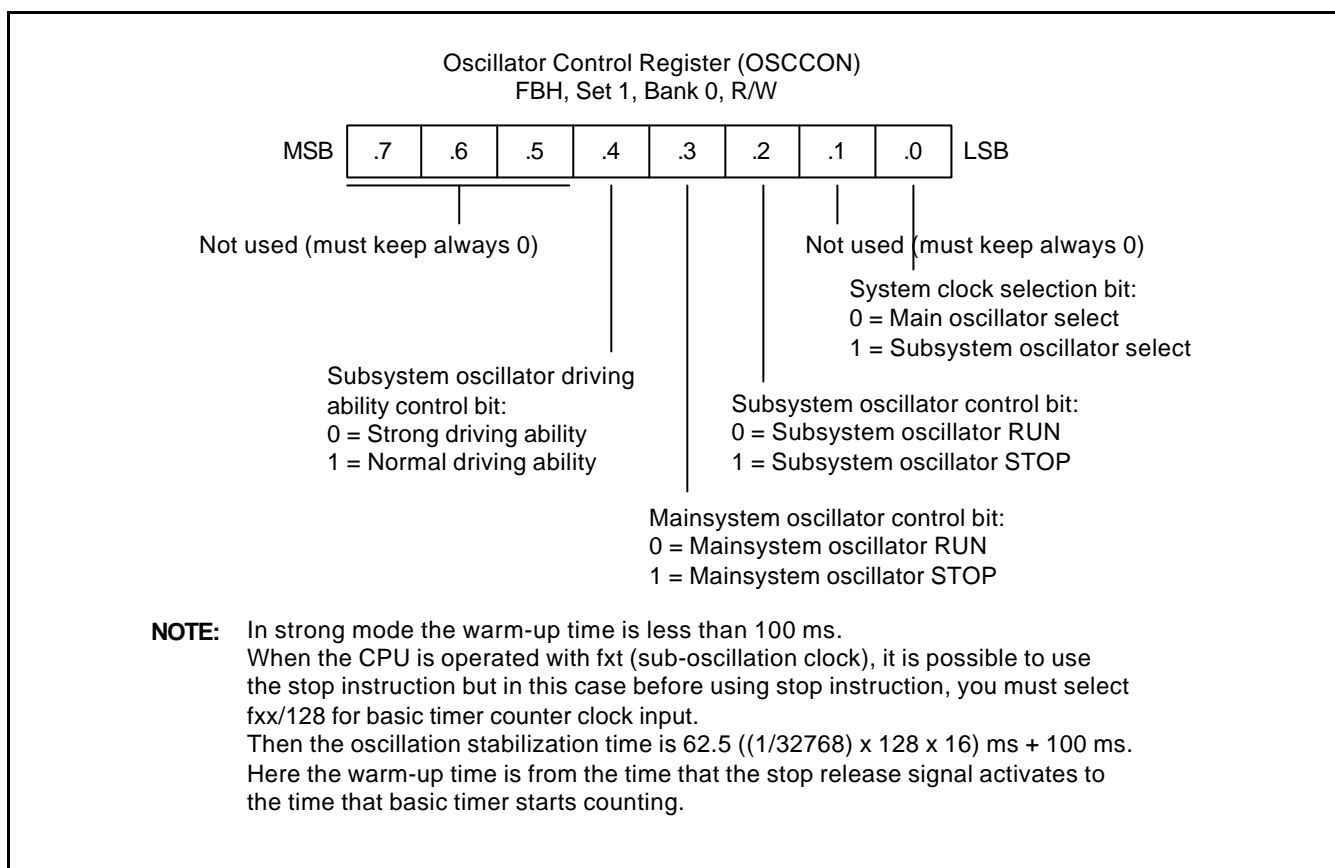 Oscillator Control Register (OSCCON)
FBH, Set 1, Bank 0, R/W
MSB .7 .6 .5 .4 .3 .2 .1 .0 LSB
Not used (must keep always 0)
Not used (must keep always 0)
System clock selection bit:
0 = Main oscillator select
1 = Subsystem oscillator select
Subsystem oscillator driving
ability control bit:
0 = Strong driving ability
1 = Normal driving ability
Subsystem oscillator control bit:
0 = Subsystem oscillator RUN
1 = Subsystem oscillator STOP
Mainsystem oscillator control bit:
0 = Mainsystem oscillator RUN
1 = Mainsystem oscillator STOP
NOTE: In strong mode the warm-up time is less than 100 ms.
When the CPU is operated with fxt (sub-oscillation clock), it is possible to use
the stop instruction but in this case before using stop instruction, you must select
fxx/128 for basic timer counter clock input.
Then the oscillation stabilization time is 62.5 ((1/32768) x 128 x 16) ms + 100 ms.
Here the warm-up time is from the time that the stop release signal activates to
the time that basic timer starts counting.